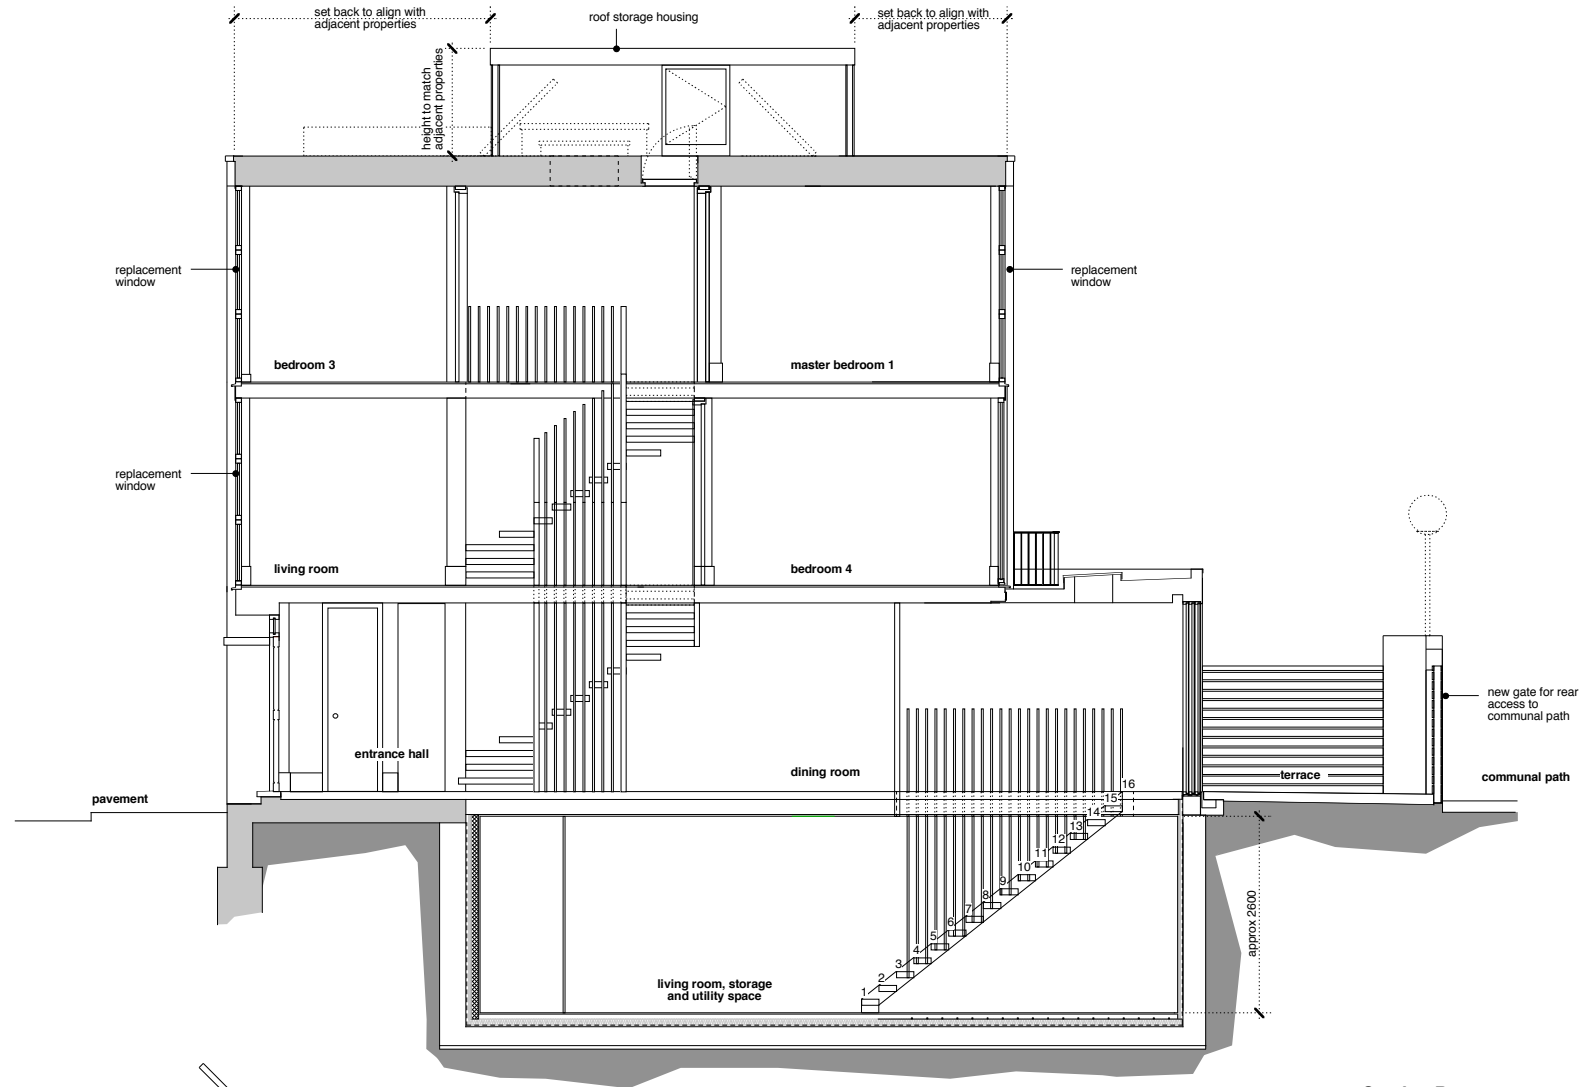 set back to align with
adjacent properties
roof storage housing
set back to align with
adjacent properties
height to match
adjacent properties
replacement
window
replacement
window
bedroom 3
master bedroom 1
replacement
window
living room
bedroom 4
new gate for rear
access to
communal path
entrance hall
dining room
terrace
communal path
pavement
16
15
14
13
12
11
10
9
8
7
6
5
4
3
2
1
approx 2600
living room, storage
and utility space